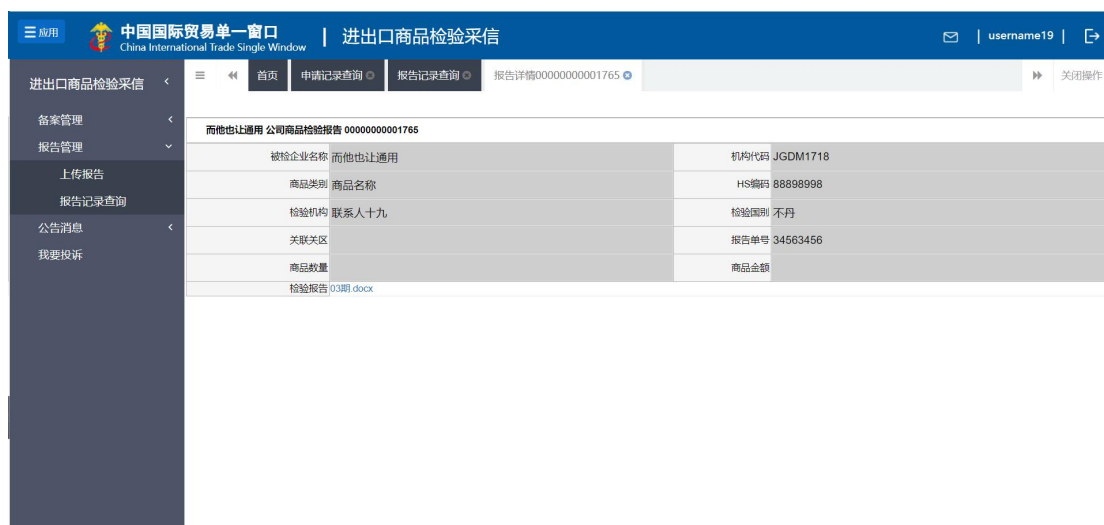 应用 中国国际贸易单一窗口 | 进出口商品检验采信 | username19 |
China International Trade Single Window
进出口商品检验采信 首页 申请记录查询 报告记录查询 报告详情00000000001765 关闭操作
备案管理
报告管理
上传报告
报告记录查询
公告消息
我要投诉
而他也让通用 公司商品检验报告 00000000001765
被检企业名称 而他也让通用 机构代码 JGDM1718
商品类别 商品名称 HS编码 88898998
检验机构 联系人十九 检验国别 不丹
关联关区 报告单号 34563456
商品数量 商品金额
检验报告 03期.docx